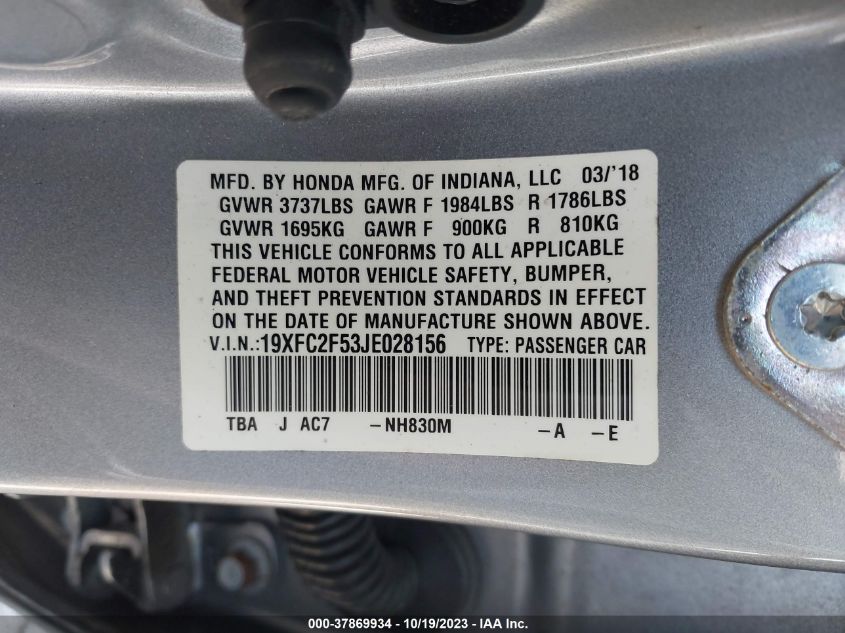 MFD. BY HONDA MFG. OF INDIANA, LLC 03/'18
GVWR 3737LBS GAWR F 1984LBS R 1786LBS
GVWR 1695KG GAWR F 900KG R 810KG
THIS VEHICLE CONFORMS TO ALL APPLICABLE
FEDERAL MOTOR VEHICLE SAFETY, BUMPER,
AND THEFT PREVENTION STANDARDS IN EFFECT
ON THE DATE OF MANUFACTURE SHOWN ABOVE.
V.I.N.:19XFC2F53JE028156 TYPE: PASSENGER CAR
TBA J AC7 -NH830M -A -E
000-37869934 - 10/19/2023 - IAA Inc.